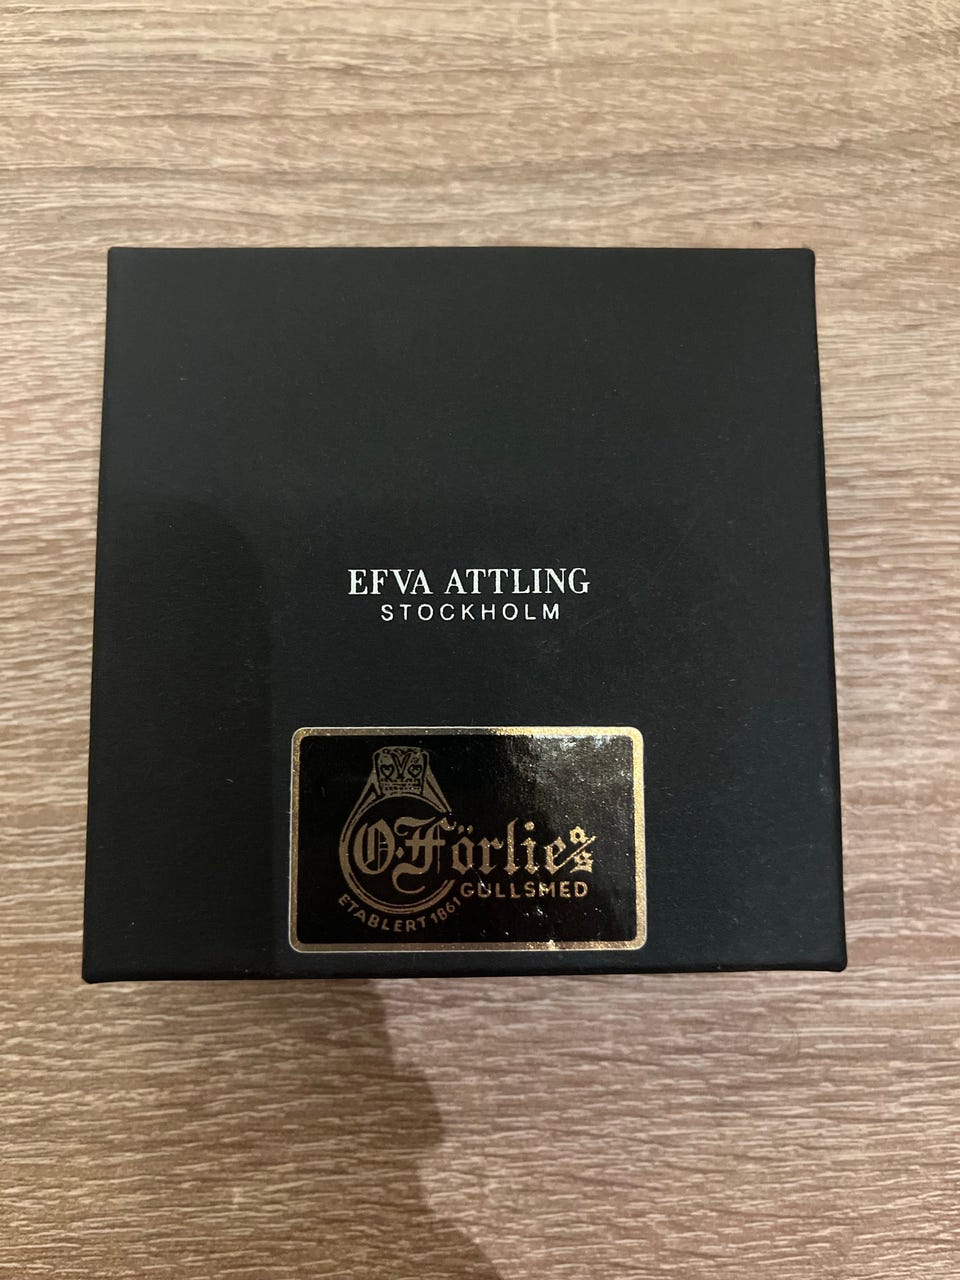 EFVA ATTLING
STOCKHOLM
O.Förlie a/s
GULLSMED
ETABLERT 1861